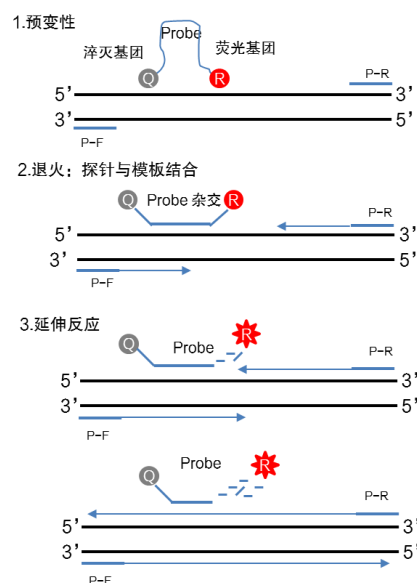 1.预变性
淬灭基团 Probe 荧光基团
Q R
P-R
5’ 3’
3’ 5’
P-F
2.退火：探针与模板结合
Q Probe 杂交 R
P-R
5’ 3’
3’ 5’
P-F
3.延伸反应
Q Probe R
P-R
5’ 3’
3’ 5’
P-F
Probe R
Q
P-R
5’ 3’
3’ 5’
P-F